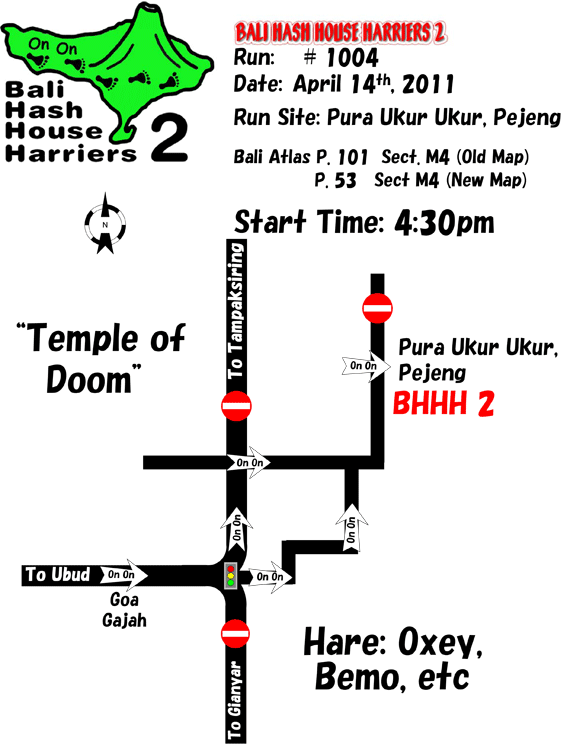 On On
Bali
Hash
House
Harriers 2
BALI HASH HOUSE HARRIERS 2
Run: # 1004
Date: April 14th, 2011
Run Site: Pura Ukur Ukur, Pejeng
Bali Atlas P. 101 Sect. M4 (Old Map)
P. 53 Sect M4 (New Map)
N
Start Time: 4:30pm
To Tampaksiring
"Temple of
Doom"
On On
Pura Ukur Ukur,
Pejeng
BHHH 2
On On
On On
On On
To Ubud
On On
On On
Goa
Gajah
To Gianyar
Hare: Oxey,
Bemo, etc